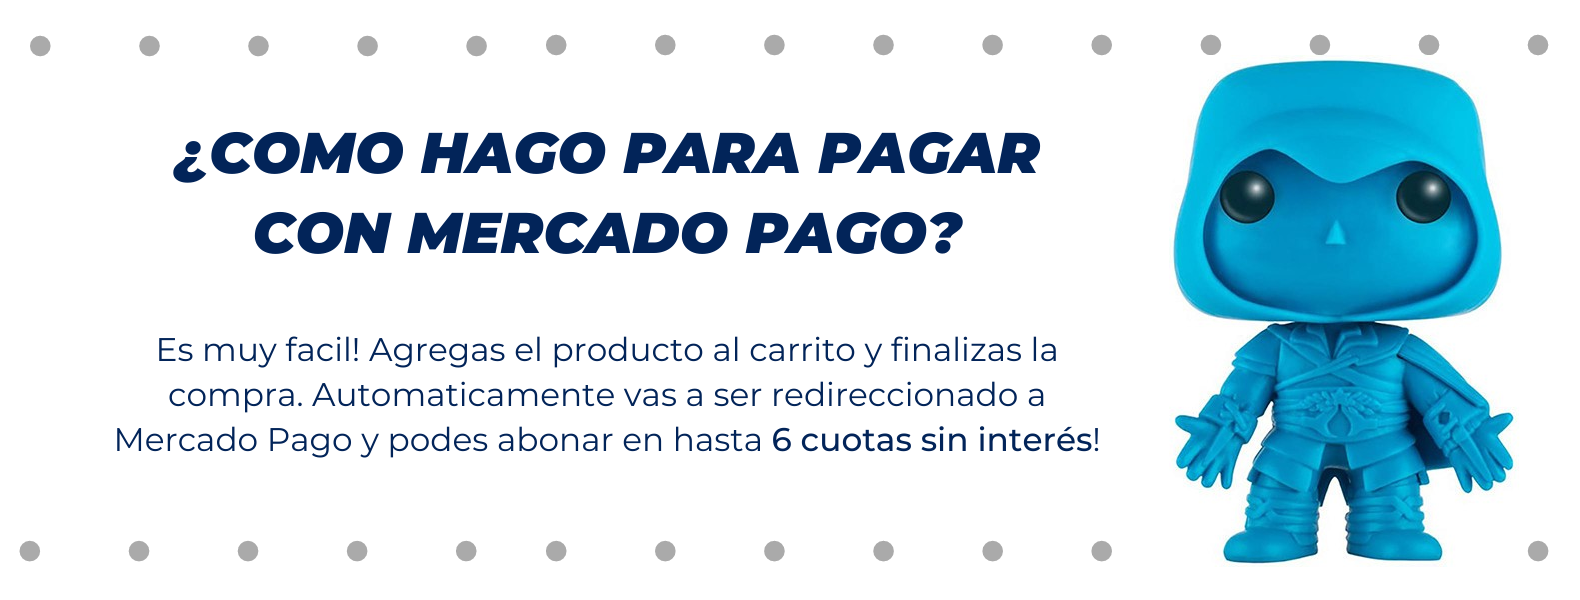 ¿COMO HAGO PARA PAGAR
CON MERCADO PAGO?
Es muy facil! Agregas el producto al carrito y finalizas la
compra. Automaticamente vas a ser redireccionado a
Mercado Pago y podes abonar en hasta 6 cuotas sin interés!